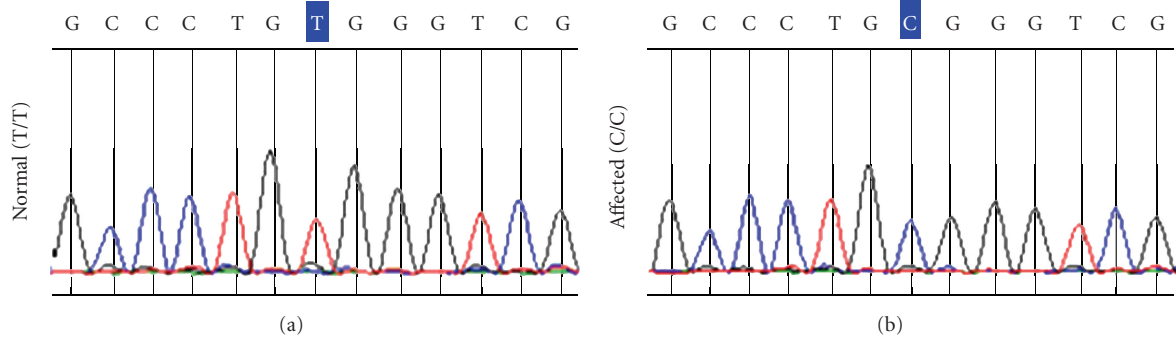 G C C C T G T G G G T C G
Normal (T/T)
(a)
G C C C T G C G G G T C G
Affected (C/C)
(b)